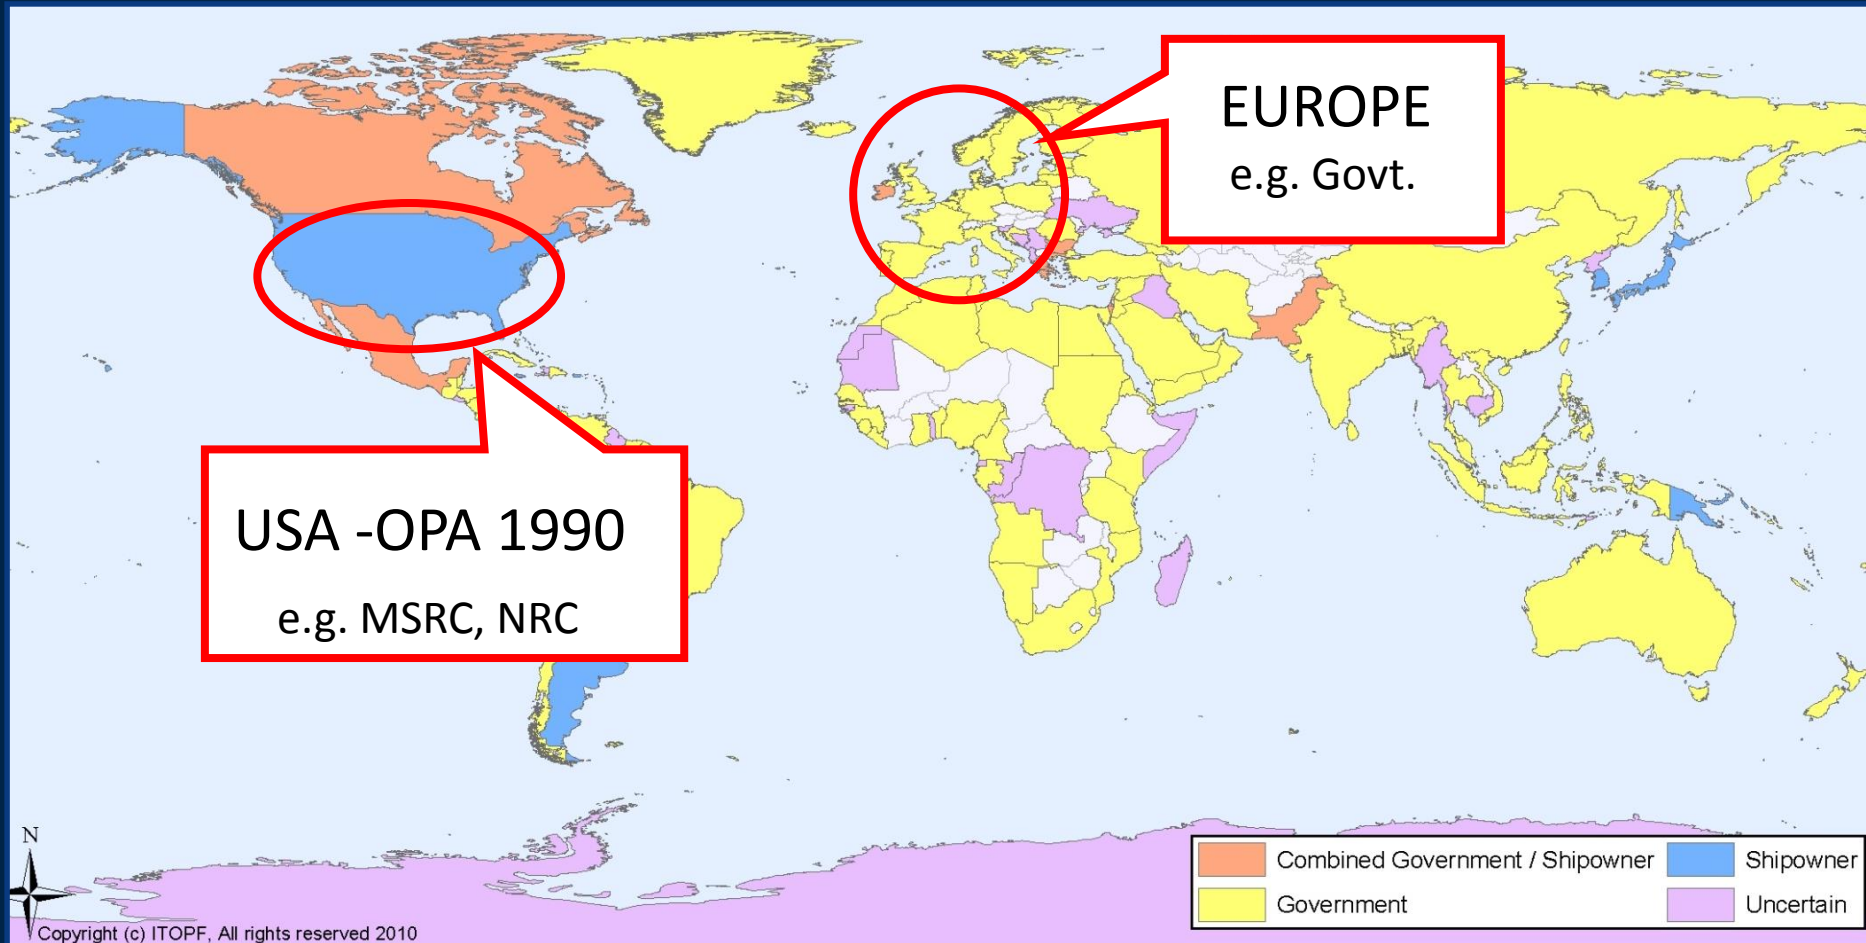 EUROPE
e.g. Govt.
USA -OPA 1990
e.g. MSRC, NRC
N
Combined Government / Shipowner
Shipowner
Government
Uncertain
Copyright (c) ITOPF, All rights reserved 2010